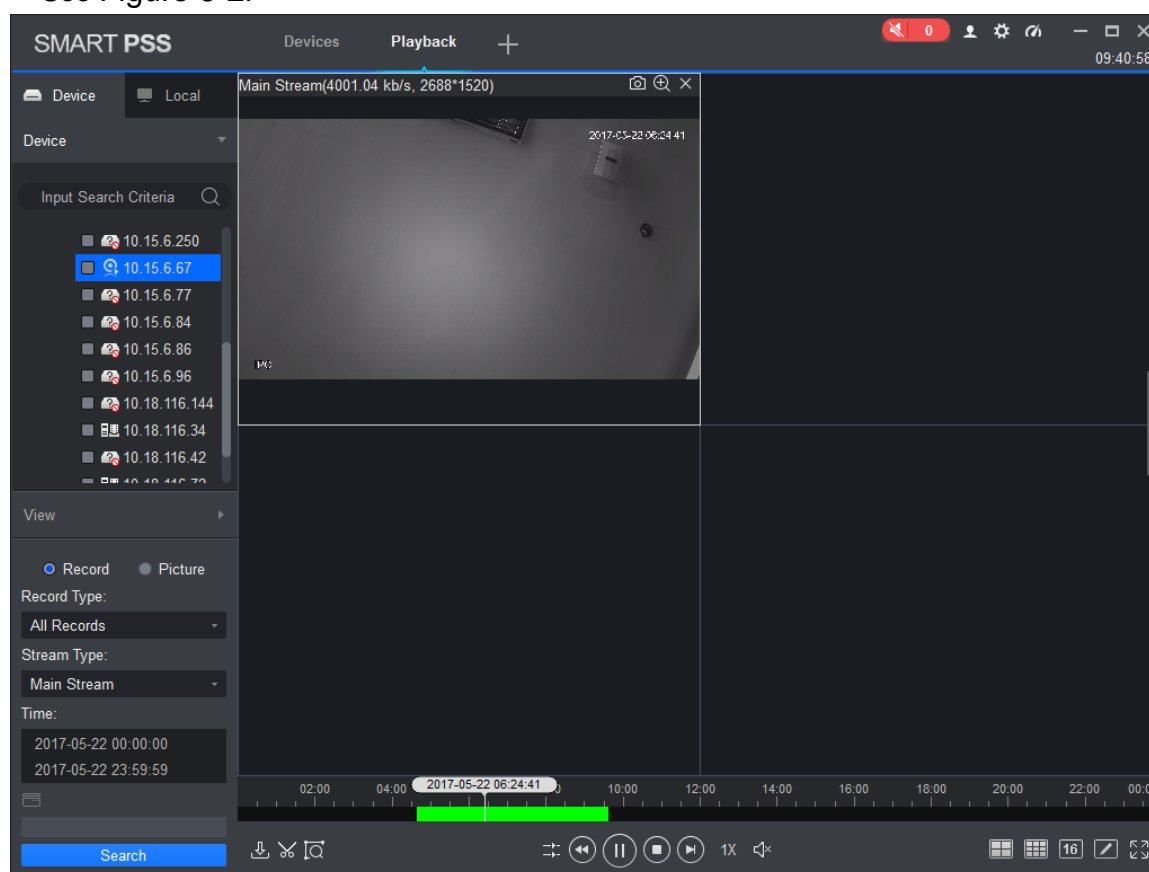 See Figure 5-2.
SMART PSS
Devices
Playback
0
09:40:58
Device
Local
Main Stream(4001.04 kb/s, 2688*1520)
Device
2017-05-22 06:24:41
Input Search Criteria
10.15.6.250
10.15.6.67
10.15.6.77
10.15.6.84
10.15.6.86
10.15.6.96
10.18.116.144
10.18.116.34
10.18.116.42
IPC
View
Record
Picture
Record Type:
All Records
Stream Type:
Main Stream
Time:
2017-05-22 00:00:00
2017-05-22 23:59:59
02:00 04:00 2017-05-22 06:24:41 10:00 12:00 14:00 16:00 18:00 20:00 22:00
Search
1X
16